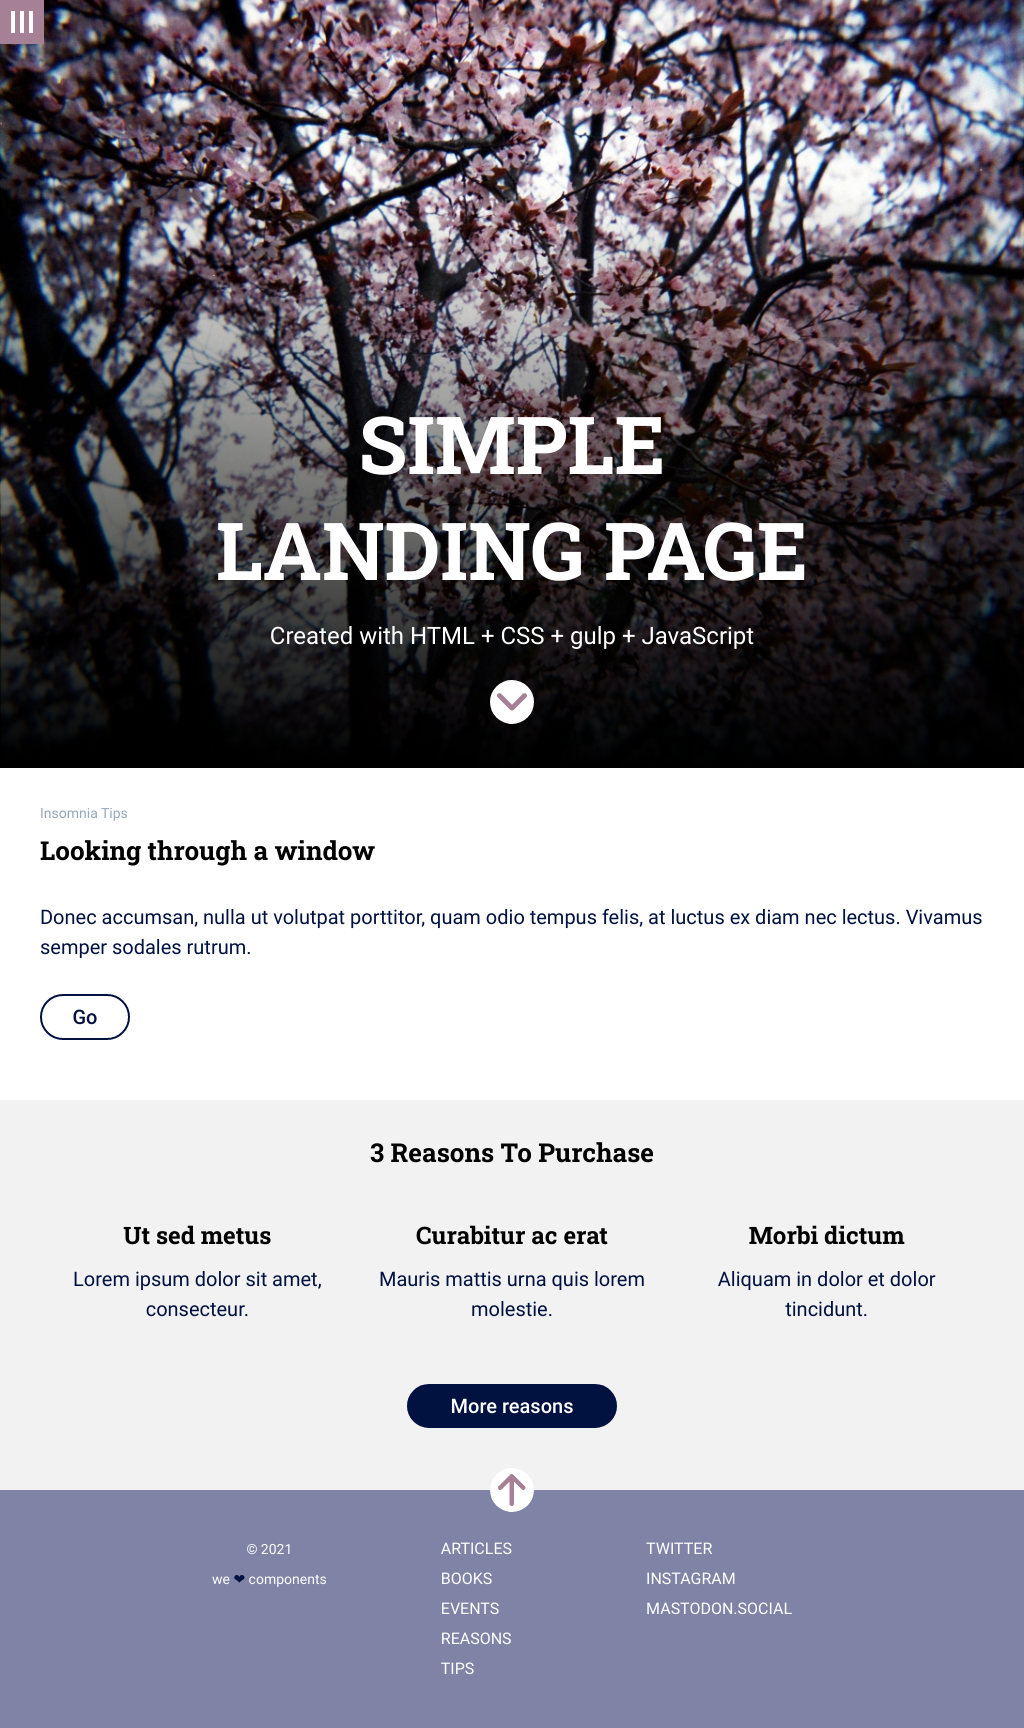 SIMPLE
LANDING PAGE
Created with HTML + CSS + gulp + JavaScript
Insomnia Tips
Looking through a window
Donec accumsan, nulla ut volutpat porttitor, quam odio tempus felis, at luctus ex diam nec lectus. Vivamus
semper sodales rutrum.
Go
3 Reasons To Purchase
Ut sed metus
Lorem ipsum dolor sit amet,
consecteur.
Curabitur ac erat
Mauris mattis urna quis lorem
molestie.
Morbi dictum
Aliquam in dolor et dolor
tincidunt.
More reasons
© 2021
we ❤ components
ARTICLES
BOOKS
EVENTS
REASONS
TIPS
TWITTER
INSTAGRAM
MASTODON.SOCIAL